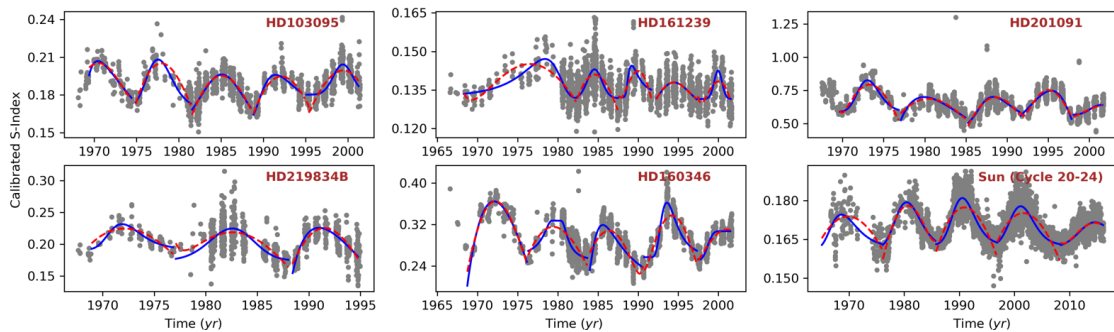 Calibrated S-Index
HD103095
0.24
0.21
0.18
0.15
1970 1975 1980 1985 1990 1995 2000
HD161239
0.165
0.150
0.135
0.120
1965 1970 1975 1980 1985 1990 1995 2000
HD201091
1.25
1.00
0.75
0.50
1970 1975 1980 1985 1990 1995 2000 2005 2010 2015
HD219834B
0.30
0.25
0.20
0.15
1970 1975 1980 1985 1990 1995
Time (yr)
HD160346
0.40
0.32
0.24
1965 1970 1975 1980 1985 1990 1995 2000
Time (yr)
Sun (Cycle 20-24)
0.180
0.165
0.150
1970 1980 1990 2000 2010
Time (yr)